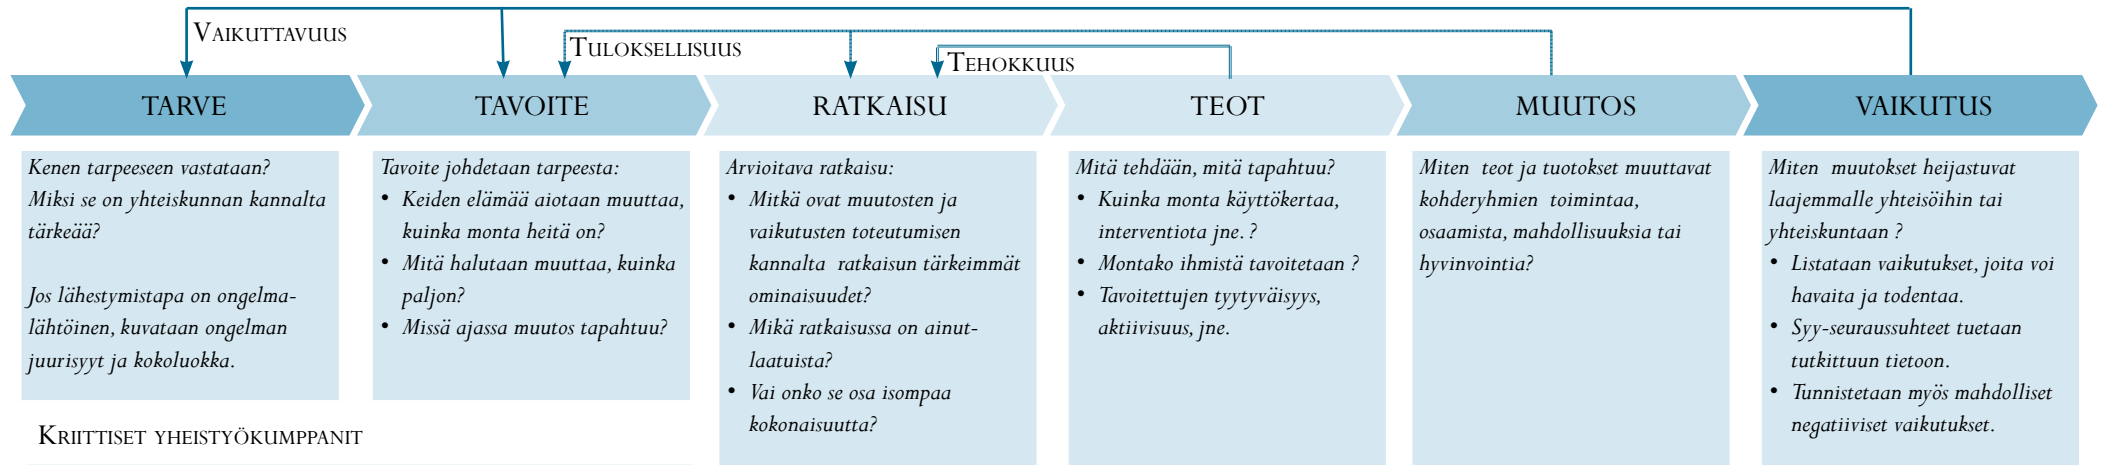 VAIKUTTAVUUS
TULOKSELLISUUS
TEHOKKUUS
TARVE
TAVOITE
RATKAISU
TEOT
MUUTOS
VAIKUTUS
Kenen tarpeeseen vastataan?
Miksi se on yhteiskunnan kannalta
tärkeää?
Jos lähestymistapa on ongelma-
lähtöinen, kuvataan ongelman
juurisyyt ja kokoluokka.
Tavoite johdetaan tarpeesta:
• Keiden elämää aiotaan muuttaa,
kuinka monta heitä on?
• Mitä halutaan muuttaa, kuinka
paljon?
• Missä ajassa muutos tapahtuu?
Arvioitava ratkaisu:
• Mitkä ovat muutosten ja
vaikutusten toteutumisen
kannalta ratkaisun tärkeimmät
ominaisuudet?
• Mikä ratkaisussa on ainut-
laatuista?
• Vai onko se osa isompaa
kokonaisuutta?
Mitä tehdään, mitä tapahtuu?
• Kuinka monta käyttökertaa,
interventiota jne. ?
• Montako ihmistä tavoitetaan ?
• Tavoitettujen tyytyväisyys,
aktiivisuus, jne.
Miten teot ja tuotokset muuttavat
kohderyhmien toimintaa,
osaamista, mahdollisuuksia tai
hyvinvointia?
Miten muutokset heijastuvat
laajemmalle yhteisöihin tai
yhteiskuntaan ?
• Listataan vaikutukset, joita voi
havaita ja todentaa.
• Syy-seuraussuhteet tuetaan
tutkittuun tietoon.
• Tunnistetaan myös mahdolliset
negatiiviset vaikutukset.
KRIITTISET YHEISTYÖKUMPPANIT